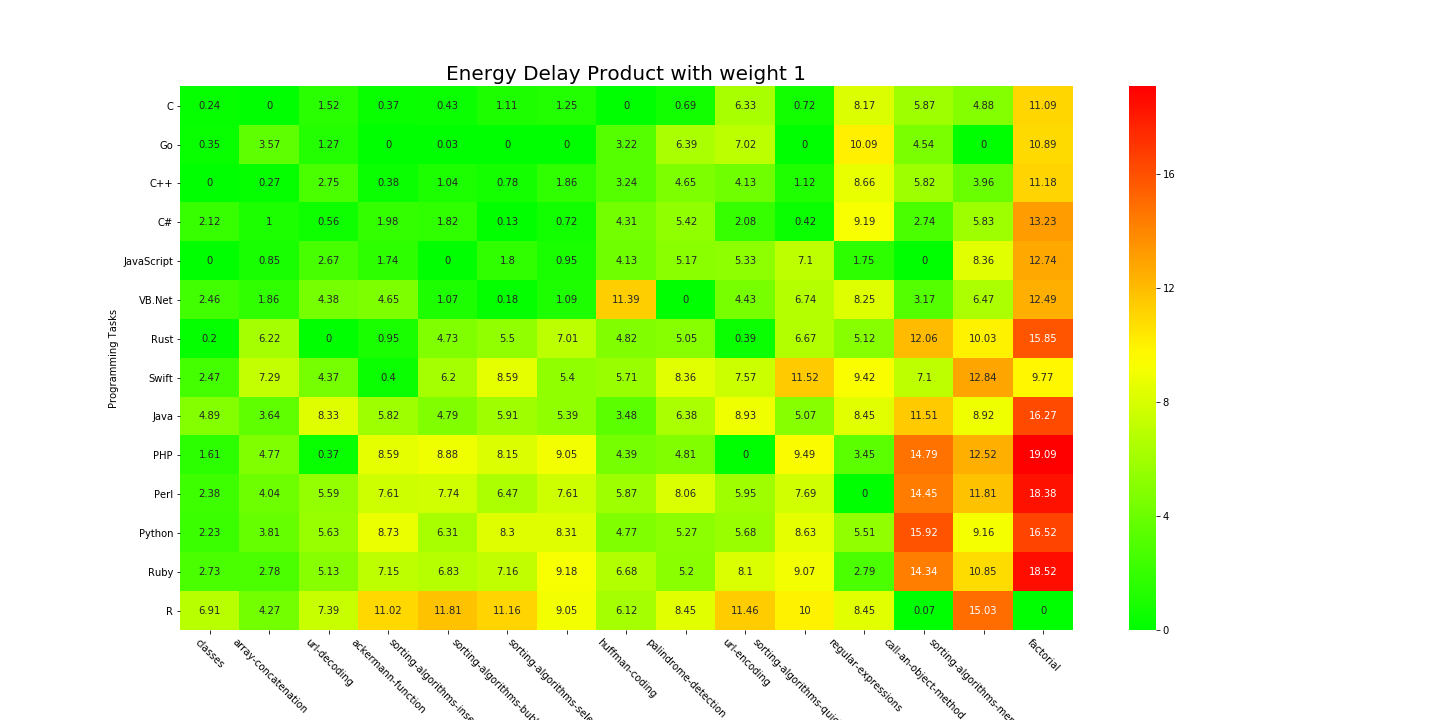 Energy Delay Product with weight 1
Programming Tasks
C 0.24 0 1.52 0.37 0.43 1.11 1.25 0 0.69 6.33 0.72 8.17 5.87 4.88 11.09
Go 0.35 3.57 1.27 0 0.03 0 0 3.22 6.39 7.02 0 10.09 4.54 0 10.89
C++ 0 0.27 2.75 0.38 1.04 0.78 1.86 3.24 4.65 4.13 1.12 8.66 5.82 3.96 11.18
C# 2.12 1 0.56 1.98 1.82 0.13 0.72 4.31 5.42 2.08 0.42 9.19 2.74 5.83 13.23
JavaScript 0 0.85 2.67 1.74 0 1.8 0.95 4.13 5.17 5.33 7.1 1.75 0 8.36 12.74
VB.Net 2.46 1.86 4.38 4.65 1.07 0.18 1.09 11.39 0 4.43 6.74 8.25 3.17 6.47 12.49
Rust 0.2 6.22 0 0.95 4.73 5.5 7.01 4.82 5.05 0.39 6.67 5.12 12.06 10.03 15.85
Swift 2.47 7.29 4.37 0.4 6.2 8.59 5.4 5.71 8.36 7.57 11.52 9.42 7.1 12.84 9.77
Java 4.89 3.64 8.33 5.82 4.79 5.91 5.39 3.48 6.38 8.93 5.07 8.45 11.51 8.92 16.27
PHP 1.61 4.77 0.37 8.59 8.88 8.15 9.05 4.39 4.81 0 9.49 3.45 14.79 12.52 19.09
Perl 2.38 4.04 5.59 7.61 7.74 6.47 7.61 5.87 8.06 5.95 7.69 0 14.45 11.81 18.38
Python 2.23 3.81 5.63 8.73 6.31 8.3 8.31 4.77 5.27 5.68 8.63 5.51 15.92 9.16 16.52
Ruby 2.73 2.78 5.13 7.15 6.83 7.16 9.18 6.68 5.2 8.1 9.07 2.79 14.34 10.85 18.52
R 6.91 4.27 7.39 11.02 11.81 11.16 9.05 6.12 8.45 11.46 10 8.45 0.07 15.03 0
classes
array-concatenation
url-decoding
ackermann-function
sorting-algorithms-inse
sorting-algorithms-bub
sorting-algorithms-sele
huffman-coding
palindrome-detection
url-encoding
sorting-algorithms-quic
regular-expressions
call-an-object-method
sorting-algorithms-mer
factorial
16
12
8
4
0